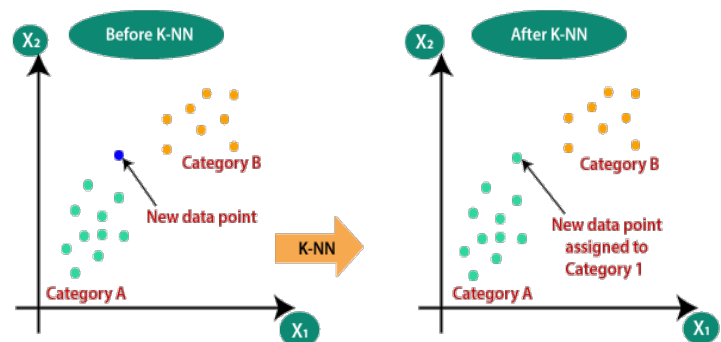 Before K-NN
X₂
Category B
New data point
Category A
X₁
K-NN
After K-NN
X₂
Category B
New data point
assigned to
Category 1
Category A
X₁